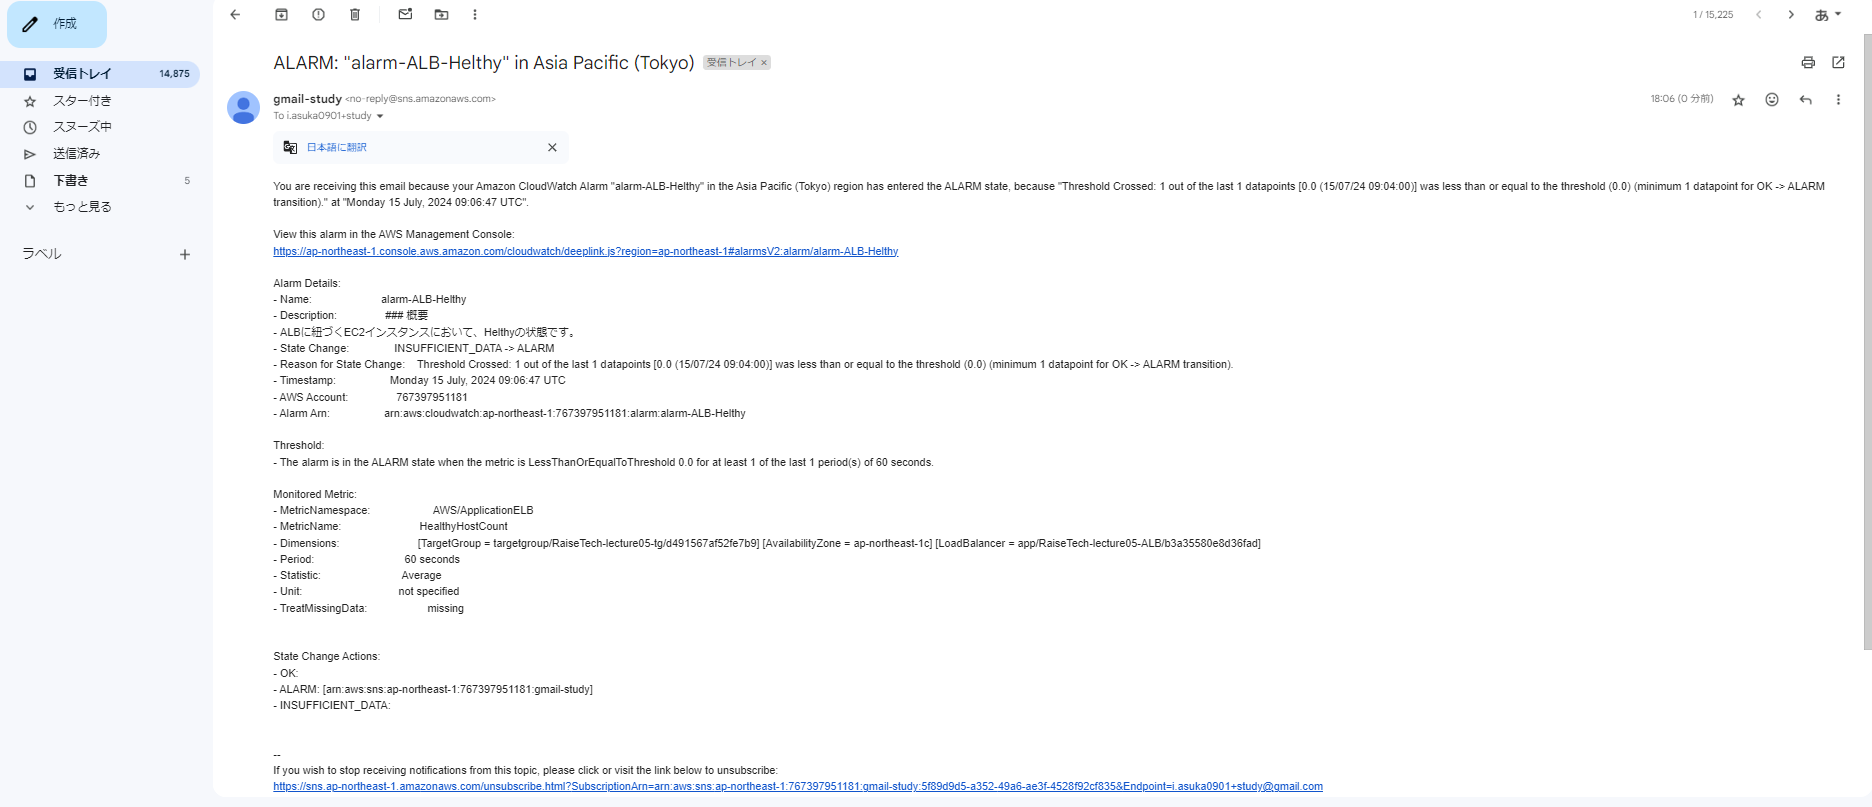 作成
1 / 15,225
あ
受信トレイ 14,875
スター付き
スヌーズ中
送信済み
下書き 5
もっと見る
ラベル
ALARM: "alarm-ALB-Helthy" in Asia Pacific (Tokyo) 受信トレイ ×
gmail-study <no-reply@sns.amazonaws.com>
18:06 (0 分前)
To i.asuka0901+study
日本語に翻訳
You are receiving this email because your Amazon CloudWatch Alarm "alarm-ALB-Helthy" in the Asia Pacific (Tokyo) region has entered the ALARM state, because "Threshold Crossed: 1 out of the last 1 datapoints [0.0 (15/07/24 09:04:00)] was less than or equal to the threshold (0.0) (minimum 1 datapoint for OK -> ALARM
transition)." at "Monday 15 July, 2024 09:06:47 UTC".
View this alarm in the AWS Management Console:
https://ap-northeast-1.console.aws.amazon.com/cloudwatch/deeplink.js?region=ap-northeast-1#alarmsV2:alarm/alarm-ALB-Helthy
Alarm Details:
- Name: alarm-ALB-Helthy
- Description: ### 概要
- ALBに紐づくEC2インスタンスにおいて、Helthyの状態です。
- State Change: INSUFFICIENT_DATA -> ALARM
- Reason for State Change: Threshold Crossed: 1 out of the last 1 datapoints [0.0 (15/07/24 09:04:00)] was less than or equal to the threshold (0.0) (minimum 1 datapoint for OK -> ALARM transition).
- Timestamp: Monday 15 July, 2024 09:06:47 UTC
- AWS Account: 767397951181
- Alarm Arn: arn:aws:cloudwatch:ap-northeast-1:767397951181:alarm:alarm-ALB-Helthy
Threshold:
- The alarm is in the ALARM state when the metric is LessThanOrEqualToThreshold 0.0 for at least 1 of the last 1 period(s) of 60 seconds.
Monitored Metric:
- MetricNamespace: AWS/ApplicationELB
- MetricName: HealthyHostCount
- Dimensions: [TargetGroup = targetgroup/RaiseTech-lecture05-tg/d491567af52fe7b9] [AvailabilityZone = ap-northeast-1c] [LoadBalancer = app/RaiseTech-lecture05-ALB/b3a35580e8d36fad]
- Period: 60 seconds
- Statistic: Average
- Unit: not specified
- TreatMissingData: missing
State Change Actions:
- OK:
- ALARM: [arn:aws:sns:ap-northeast-1:767397951181:gmail-study]
- INSUFFICIENT_DATA:
--
If you wish to stop receiving notifications from this topic, please click or visit the link below to unsubscribe:
https://sns.ap-northeast-1.amazonaws.com/unsubscribe.html?SubscriptionArn=arn:aws:sns:ap-northeast-1:767397951181:gmail-study:5f89d9d5-a352-49a6-ae3f-4528f92cf835&Endpoint=i.asuka0901+study@gmail.com